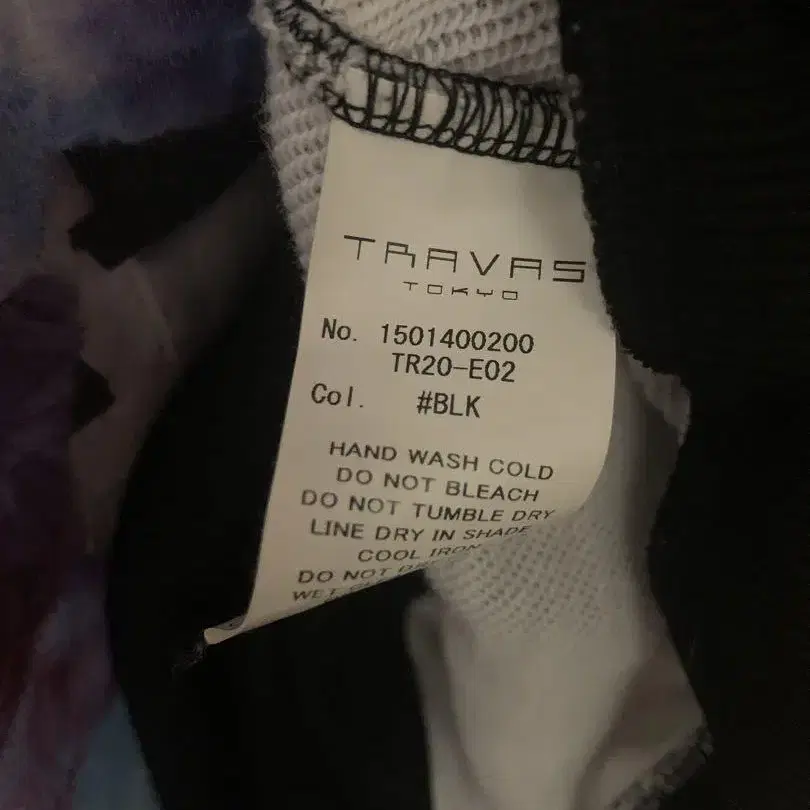 TRAVAS
TOKYO
No. 1501400200
TR20-E02
Col. #BLK
HAND WASH COLD
DO NOT BLEACH
DO NOT TUMBLE DRY
LINE DRY IN SHADE
COOL IRON
DO NOT
WET